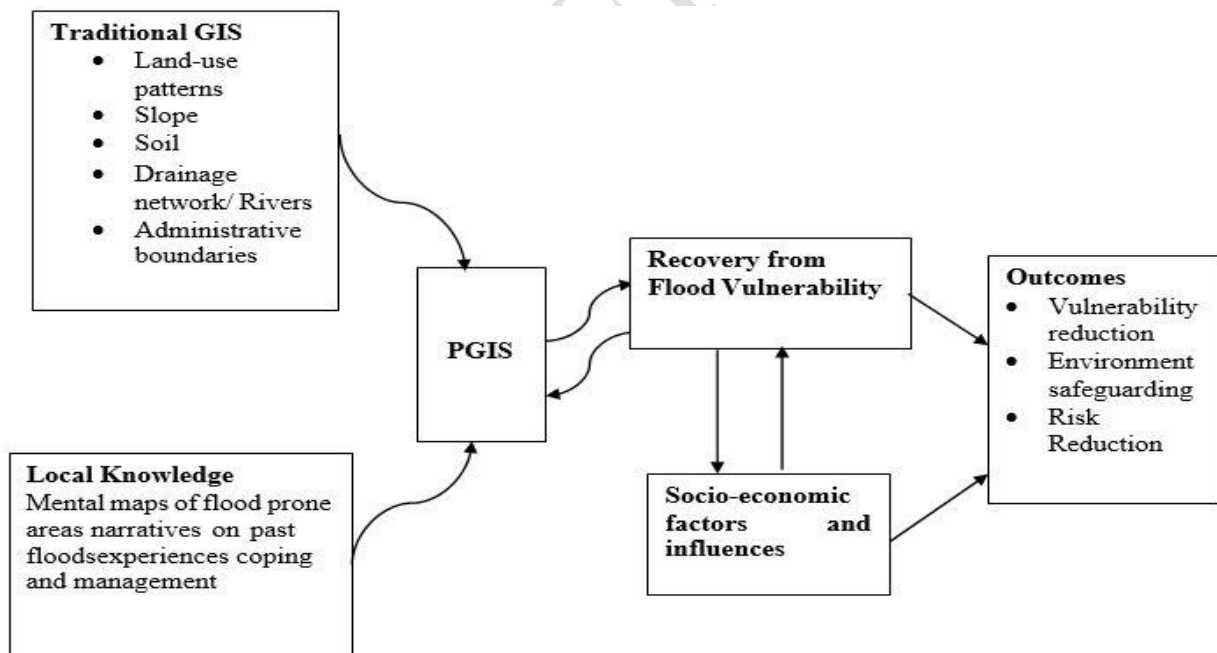 Traditional GIS
• Land-use
patterns
• Slope
• Soil
• Drainage
network/ Rivers
• Administrative
boundaries
Local Knowledge
Mental maps of flood prone
areas narratives on past
floodsexperiences coping
and management
PGIS
Recovery from
Flood Vulnerability
Socio-economic
factors and
influences
Outcomes
• Vulnerability
reduction
• Environment
safeguarding
• Risk
Reduction